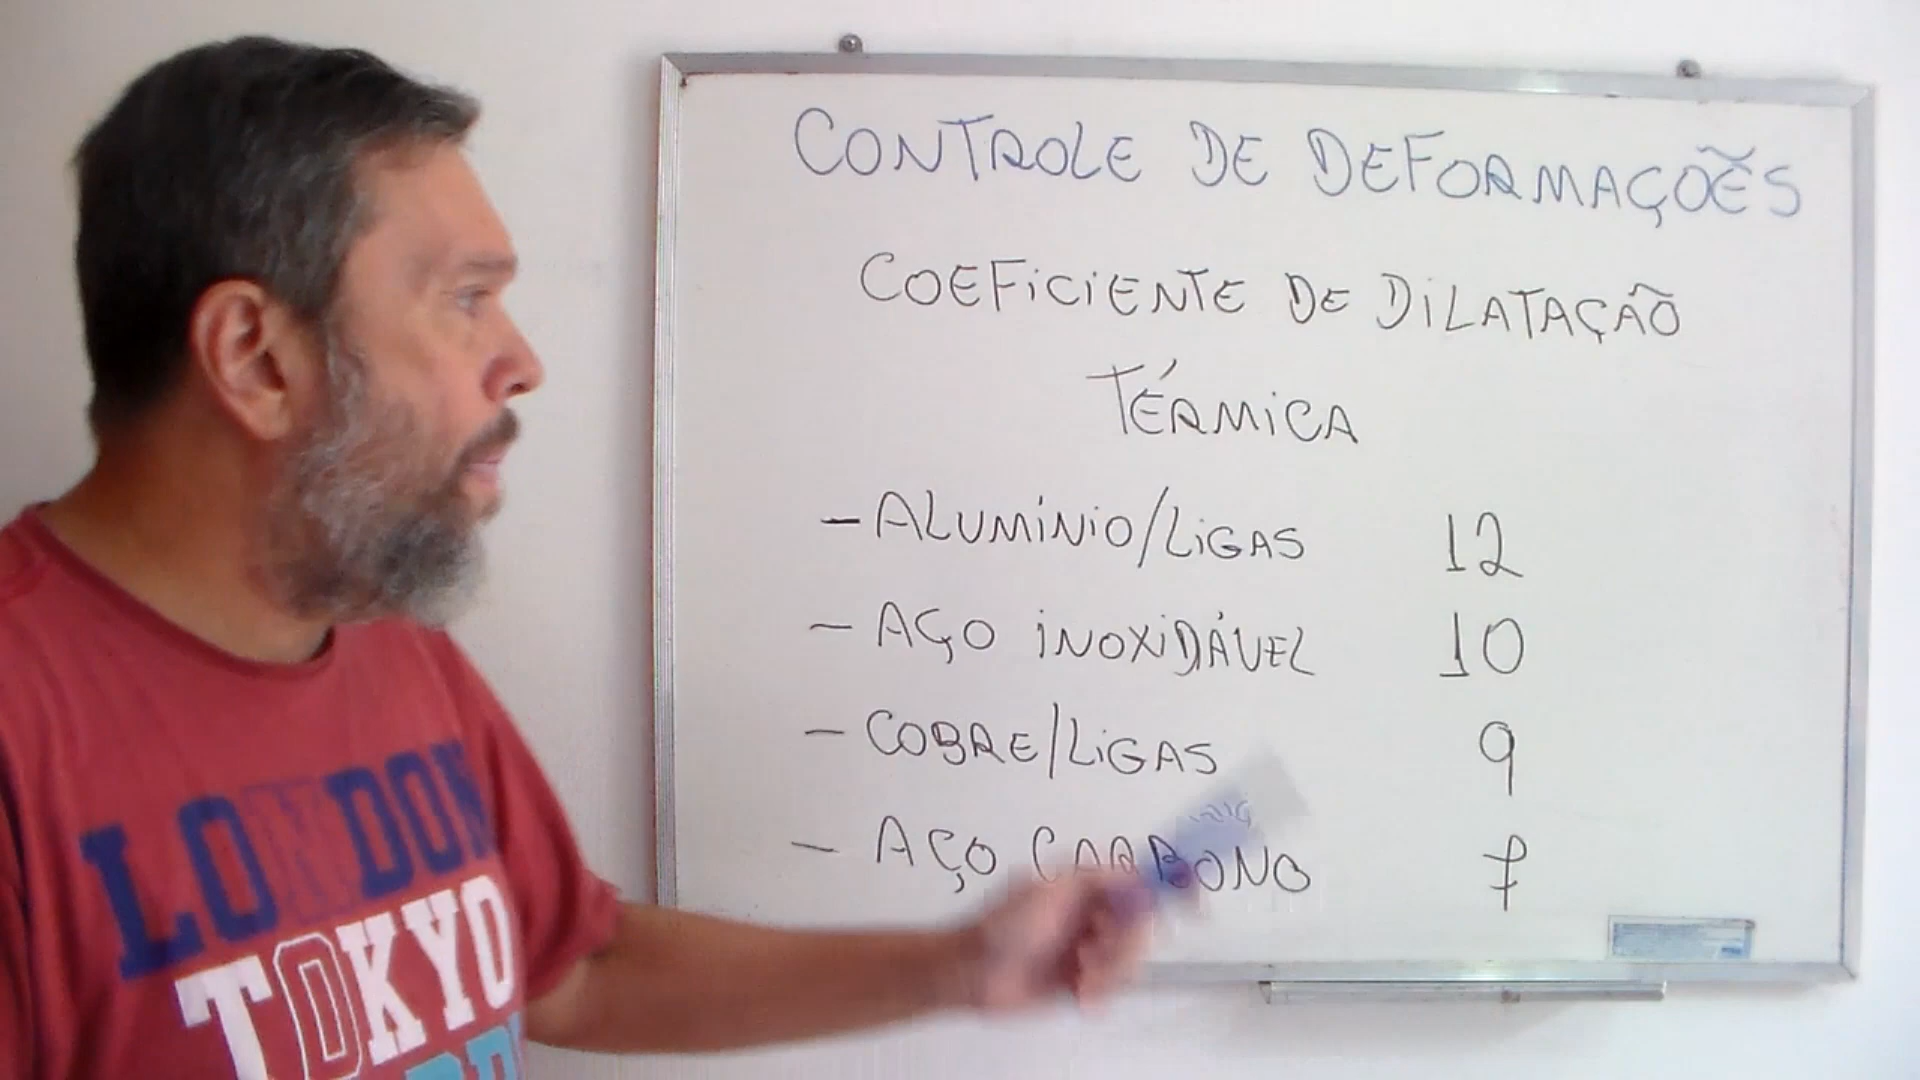 CONTROLE DE DEFORMAÇÕES
COEFICIENTE DE DILATAÇÃO
TÉRMICA
- ALUMÍNIO/LIGAS 12
- AÇO INOXIDÁVEL 10
- COBRE/LIGAS 9
- AÇO CARBONO 7
LONDON
TOKYO